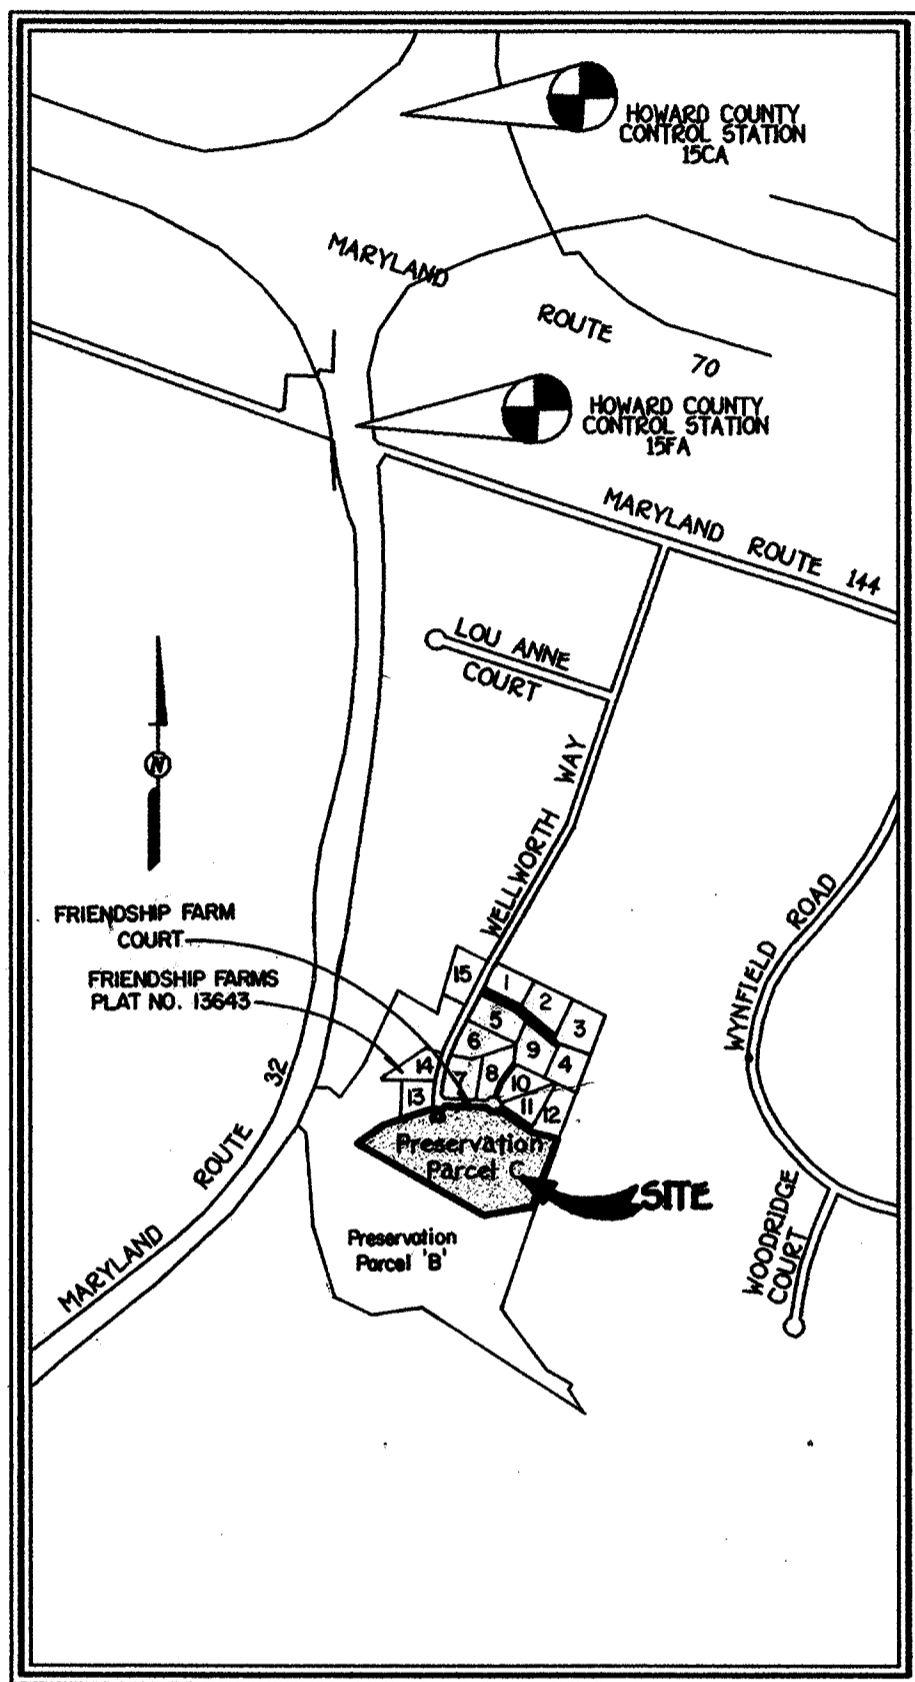 HOWARD COUNTY
CONTROL STATION
15CA
MARYLAND ROUTE 70
HOWARD COUNTY
CONTROL STATION
15FA
MARYLAND ROUTE 144
LOU ANNE
COURT
N
WELLWORTH WAY
WYNFIELD ROAD
FRIENDSHIP FARM
COURT
FRIENDSHIP FARMS
PLAT NO. 13643
15
1
2
3
5
6
9
4
14
7
8
10
13
11
12
Preservation
Parcel C
SITE
Preservation
Parcel 'B'
MARYLAND ROUTE 32
WOODRIDGE
COURT